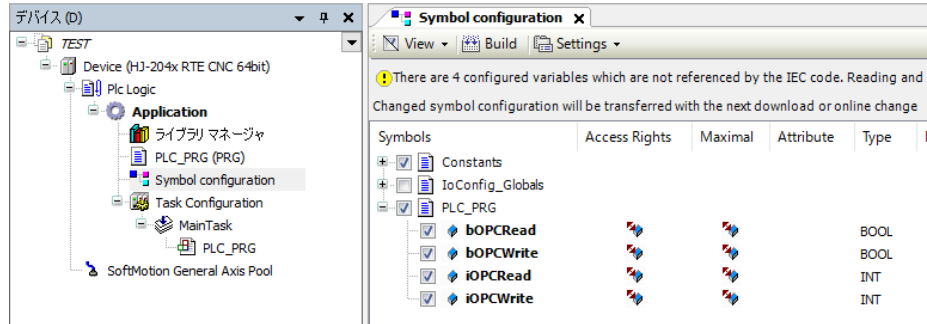 デバイス (D)
TEST
Device (HJ-204x RTE CNC 64bit)
Plc Logic
Application
ライブラリ マネージャ
PLC_PRG (PRG)
Symbol configuration
Task Configuration
MainTask
PLC_PRG
SoftMotion General Axis Pool
Symbol configuration
View Build Settings
There are 4 configured variables which are not referenced by the IEC code. Reading and
Changed symbol configuration will be transferred with the next download or online change
Symbols Access Rights Maximal Attribute Type
Constants
IoConfig_Globals
PLC_PRG
bOPCRead BOOL
bOPCWrite BOOL
iOPCRead INT
iOPCWrite INT